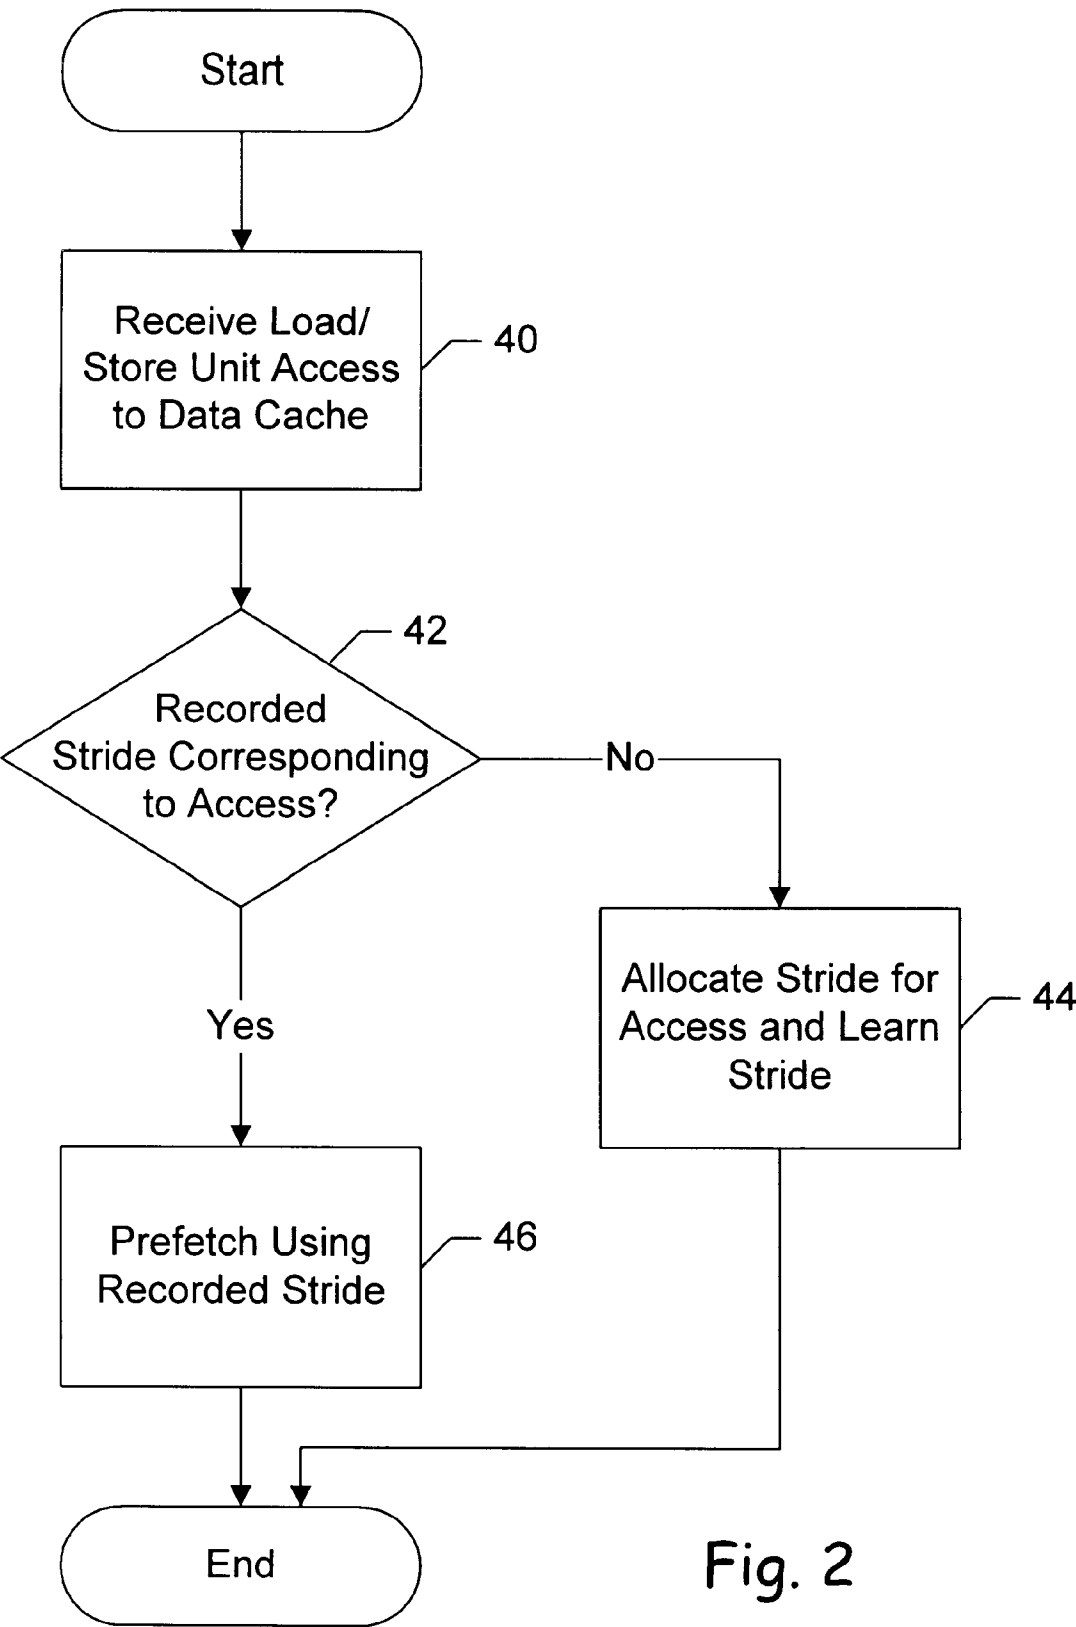 Start
Receive Load/
Store Unit Access
to Data Cache
40
42
Recorded
Stride Corresponding
to Access?
No
Yes
Allocate Stride for
Access and Learn
Stride
44
Prefetch Using
Recorded Stride
46
End
Fig. 2